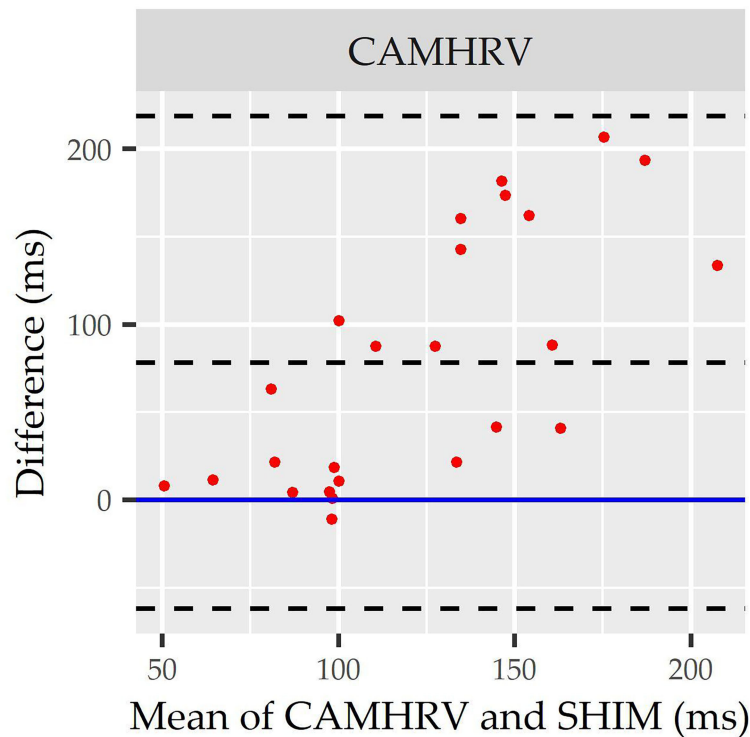 CAMHRV
200
100
0
Difference (ms)
50 100 150 200
Mean of CAMHRV and SHIM (ms)